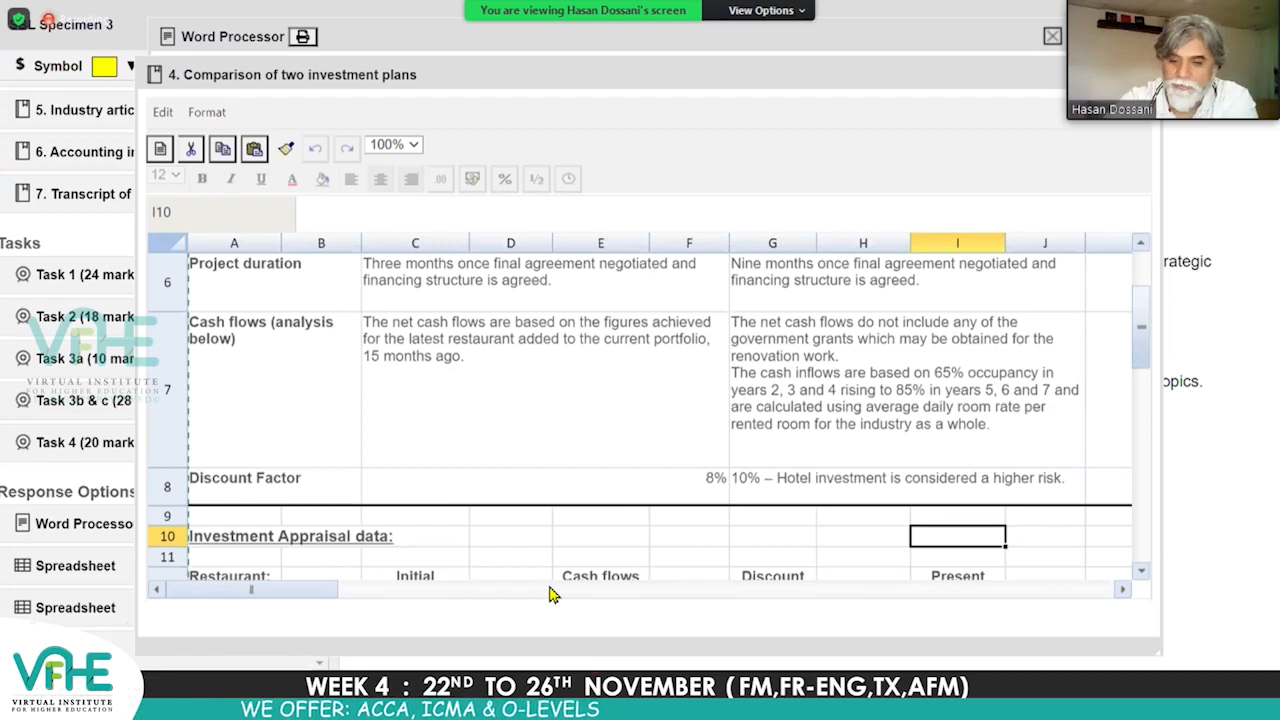 You are viewing Hasan Dossani's screen
View Options
Specimen 3
Word Processor
Symbol
4. Comparison of two investment plans
Hasan Dossani
5. Industry artic
Edit Format
6. Accounting ir
100%
7. Transcript of
12
B I U A .00 % 1/2
I10
Tasks
A B C D E F G H I J
Task 1 (24 mark
6 Project duration
Three months once final agreement negotiated and
financing structure is agreed.
Nine months once final agreement negotiated and
financing structure is agreed.
rategic
Task 2 (18 mark
7 Cash flows (analysis
below)
The net cash flows are based on the figures achieved
for the latest restaurant added to the current portfolio,
15 months ago.
The net cash flows do not include any of the
government grants which may be obtained for the
renovation work.
The cash inflows are based on 65% occupancy in
years 2, 3 and 4 rising to 85% in years 5, 6 and 7 and
are calculated using average daily room rate per
rented room for the industry as a whole.
opics.
Task 3a (10 mar
VIRTUAL INSTITUTE
FOR HIGHER EDUCATION
Task 3b & c (28
Task 4 (20 mark
8 Discount Factor 8% 10% – Hotel investment is considered a higher risk.
Response Options
9
Word Processo
10 Investment Appraisal data:
11
Spreadsheet
Restaurant: Initial Cash flows Discount Present
Spreadsheet
VIFHE
VIRTUAL INSTITUTE
FOR HIGHER EDUCATION
WEEK 4 : 22ND TO 26TH NOVEMBER (FM,FR-ENG,TX,AFM)
WE OFFER: ACCA, ICMA & O-LEVELS